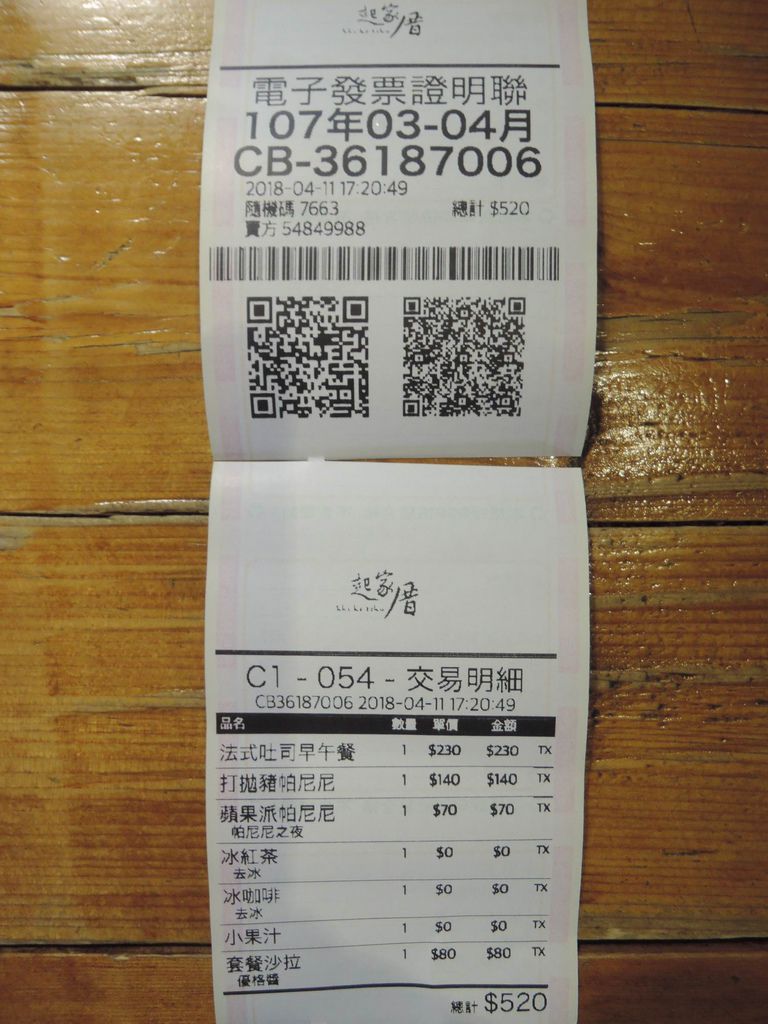 起家厝
電子發票證明聯
107年03-04月
CB-36187006
2018-04-11 17:20:49
隨機碼 7663 總計 $520
賣方 54849988
起家厝
C1 - 054 - 交易明細
CB36187006 2018-04-11 17:20:49
品名 數量 單價 金額
法式吐司早午餐 1 $230 $230 TX
打拋豬帕尼尼 1 $140 $140 TX
蘋果派帕尼尼 1 $70 $70 TX
帕尼尼之夜
冰紅茶 1 $0 $0 TX
去冰
冰咖啡 1 $0 $0 TX
去冰
小果汁 1 $0 $0 TX
套餐沙拉 1 $80 $80 TX
優格醬
總計 $520